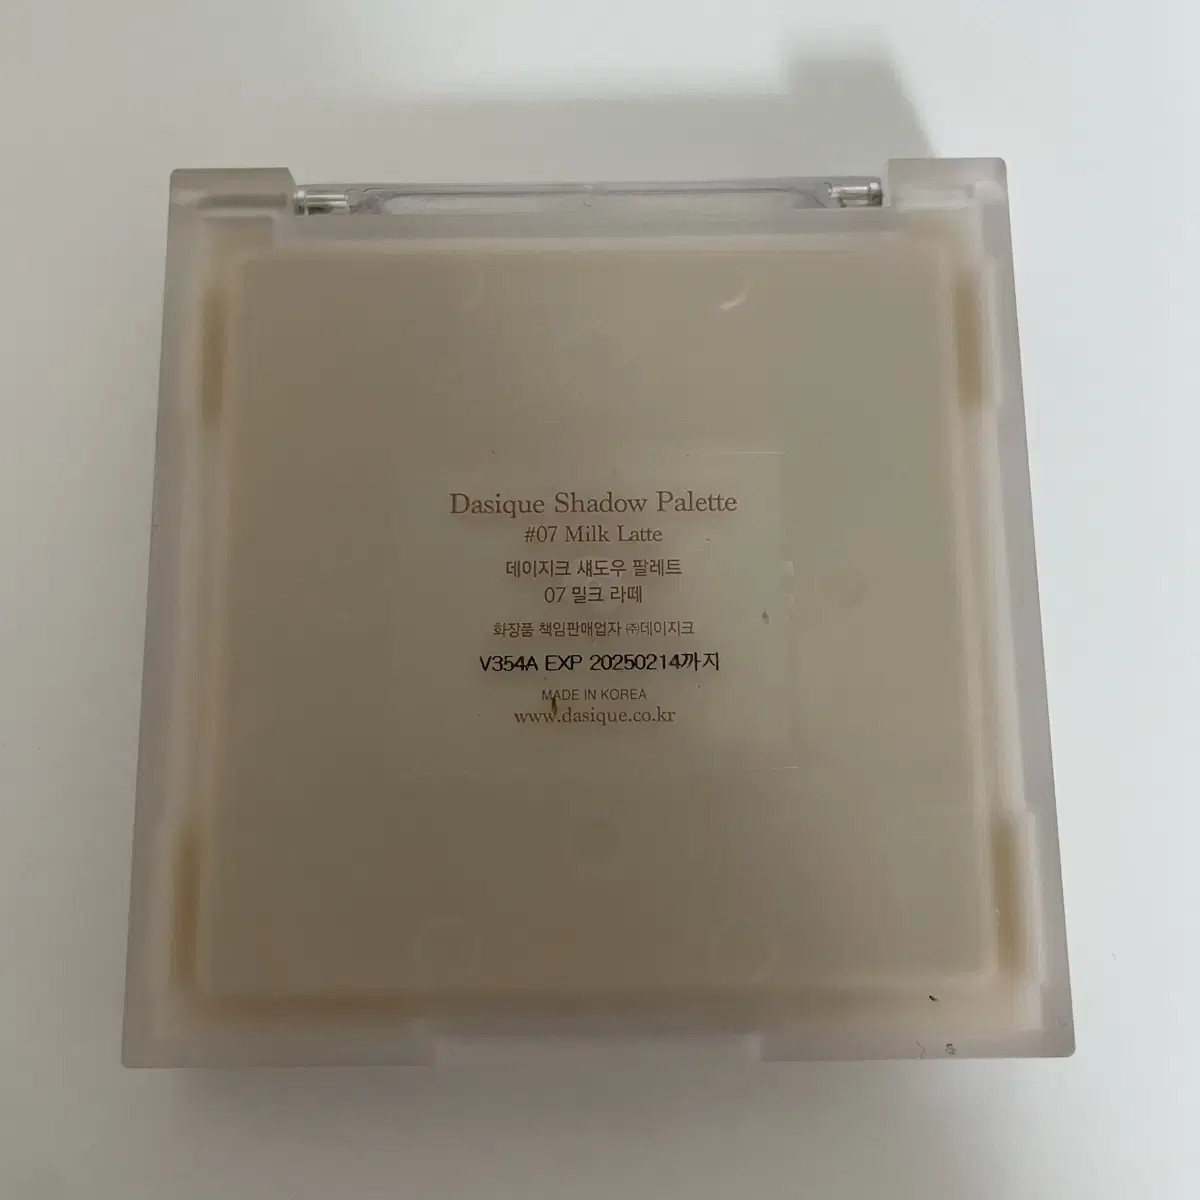 Dasique Shadow Palette
#07 Milk Latte
데이지크 섀도우 팔레트
07 밀크 라떼
화장품 책임판매업자 ㈜데이지크
V354A EXP 20250214까지
MADE IN KOREA
www.dasique.co.kr